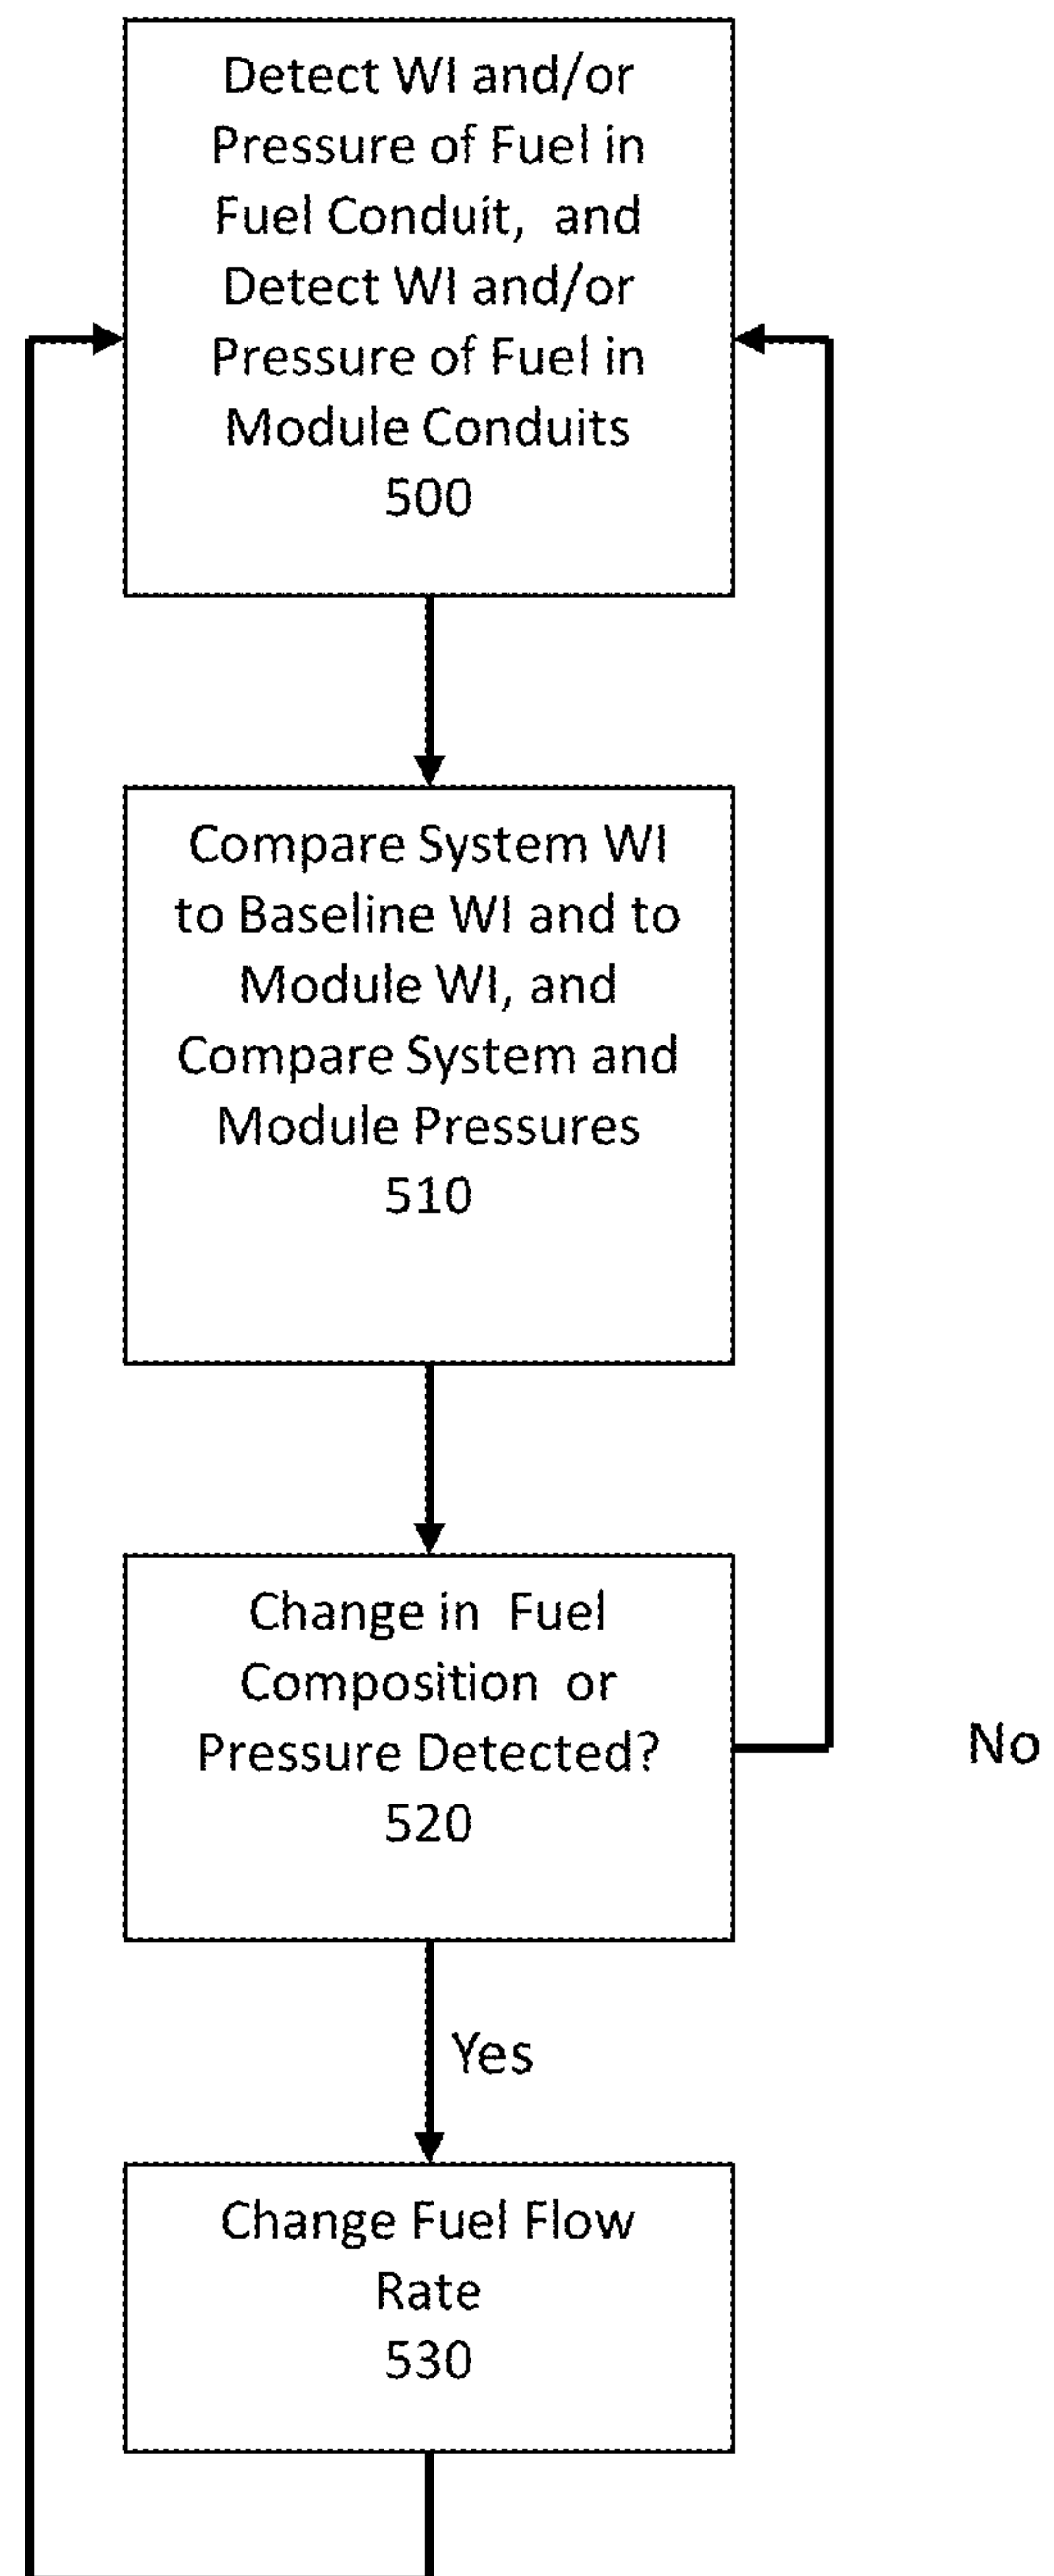 Detect WI and/or
Pressure of Fuel in
Fuel Conduit,  and
Detect WI and/or
Pressure of Fuel in
Module Conduits
500
Compare System WI
to Baseline WI and to
Module WI, and
Compare System and
Module Pressures
510
Change in  Fuel
Composition  or
Pressure Detected?
520
No
Yes
Change Fuel Flow
Rate
530